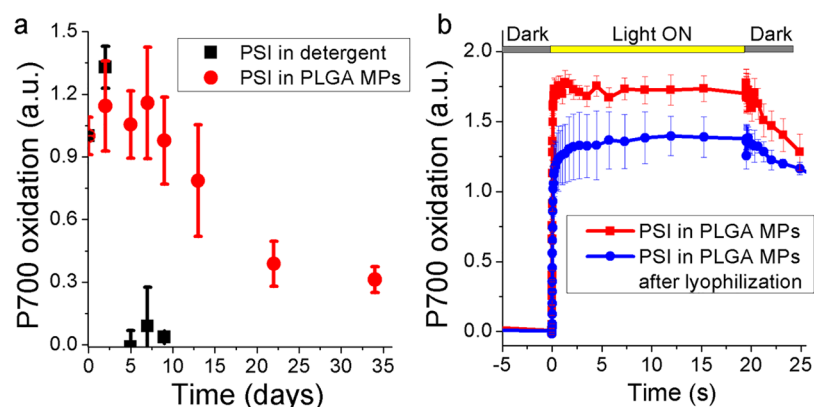 a
PSI in detergent
PSI in PLGA MPs
P700 oxidation (a.u.)
1.5
1.2
0.9
0.6
0.3
0.0
0 5 10 15 20 25 30 35
Time (days)
b
Dark Light ON Dark
P700 oxidation (a.u.)
2.0
1.5
1.0
0.5
0.0
PSI in PLGA MPs
PSI in PLGA MPs
after lyophilization
-5 0 5 10 15 20 25
Time (s)